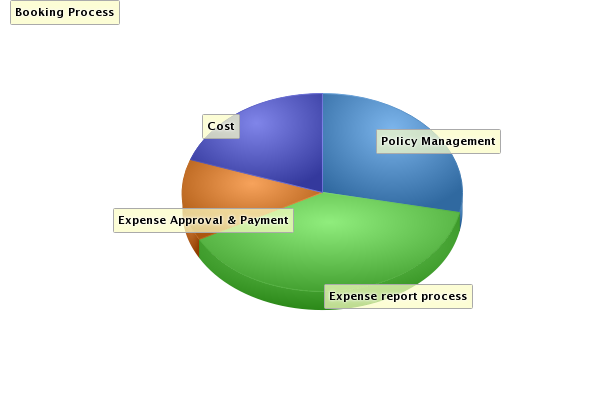 Booking Process
Cost
Policy Management
Expense Approval & Payment
Expense report process